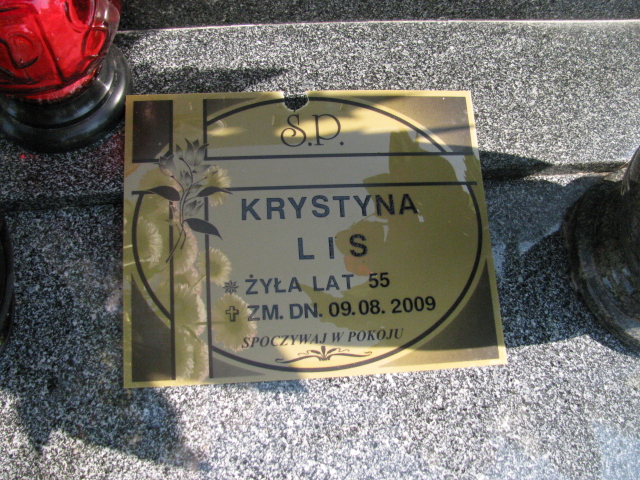 Ś.P.
KRYSTYNA
LIS
ŻYŁA LAT 55
ZM. DN. 09.08.2009
SPOCZYWAJ W POKOJU